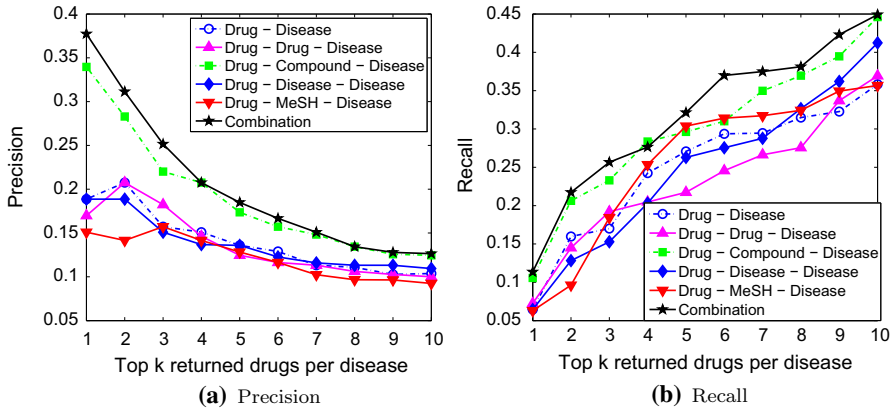 0.4
0.35
0.3
0.25
0.2
0.15
0.1
0.05
Precision
1 2 3 4 5 6 7 8 9 10
Top k returned drugs per disease
Drug – Disease
Drug – Drug – Disease
Drug – Compound – Disease
Drug – Disease – Disease
Drug – MeSH – Disease
Combination
(a) Precision
0.45
0.4
0.35
0.3
0.25
0.2
0.15
0.1
0.05
Recall
1 2 3 4 5 6 7 8 9 10
Top k returned drugs per disease
Drug – Disease
Drug – Drug – Disease
Drug – Compound – Disease
Drug – Disease – Disease
Drug – MeSH – Disease
Combination
(b) Recall